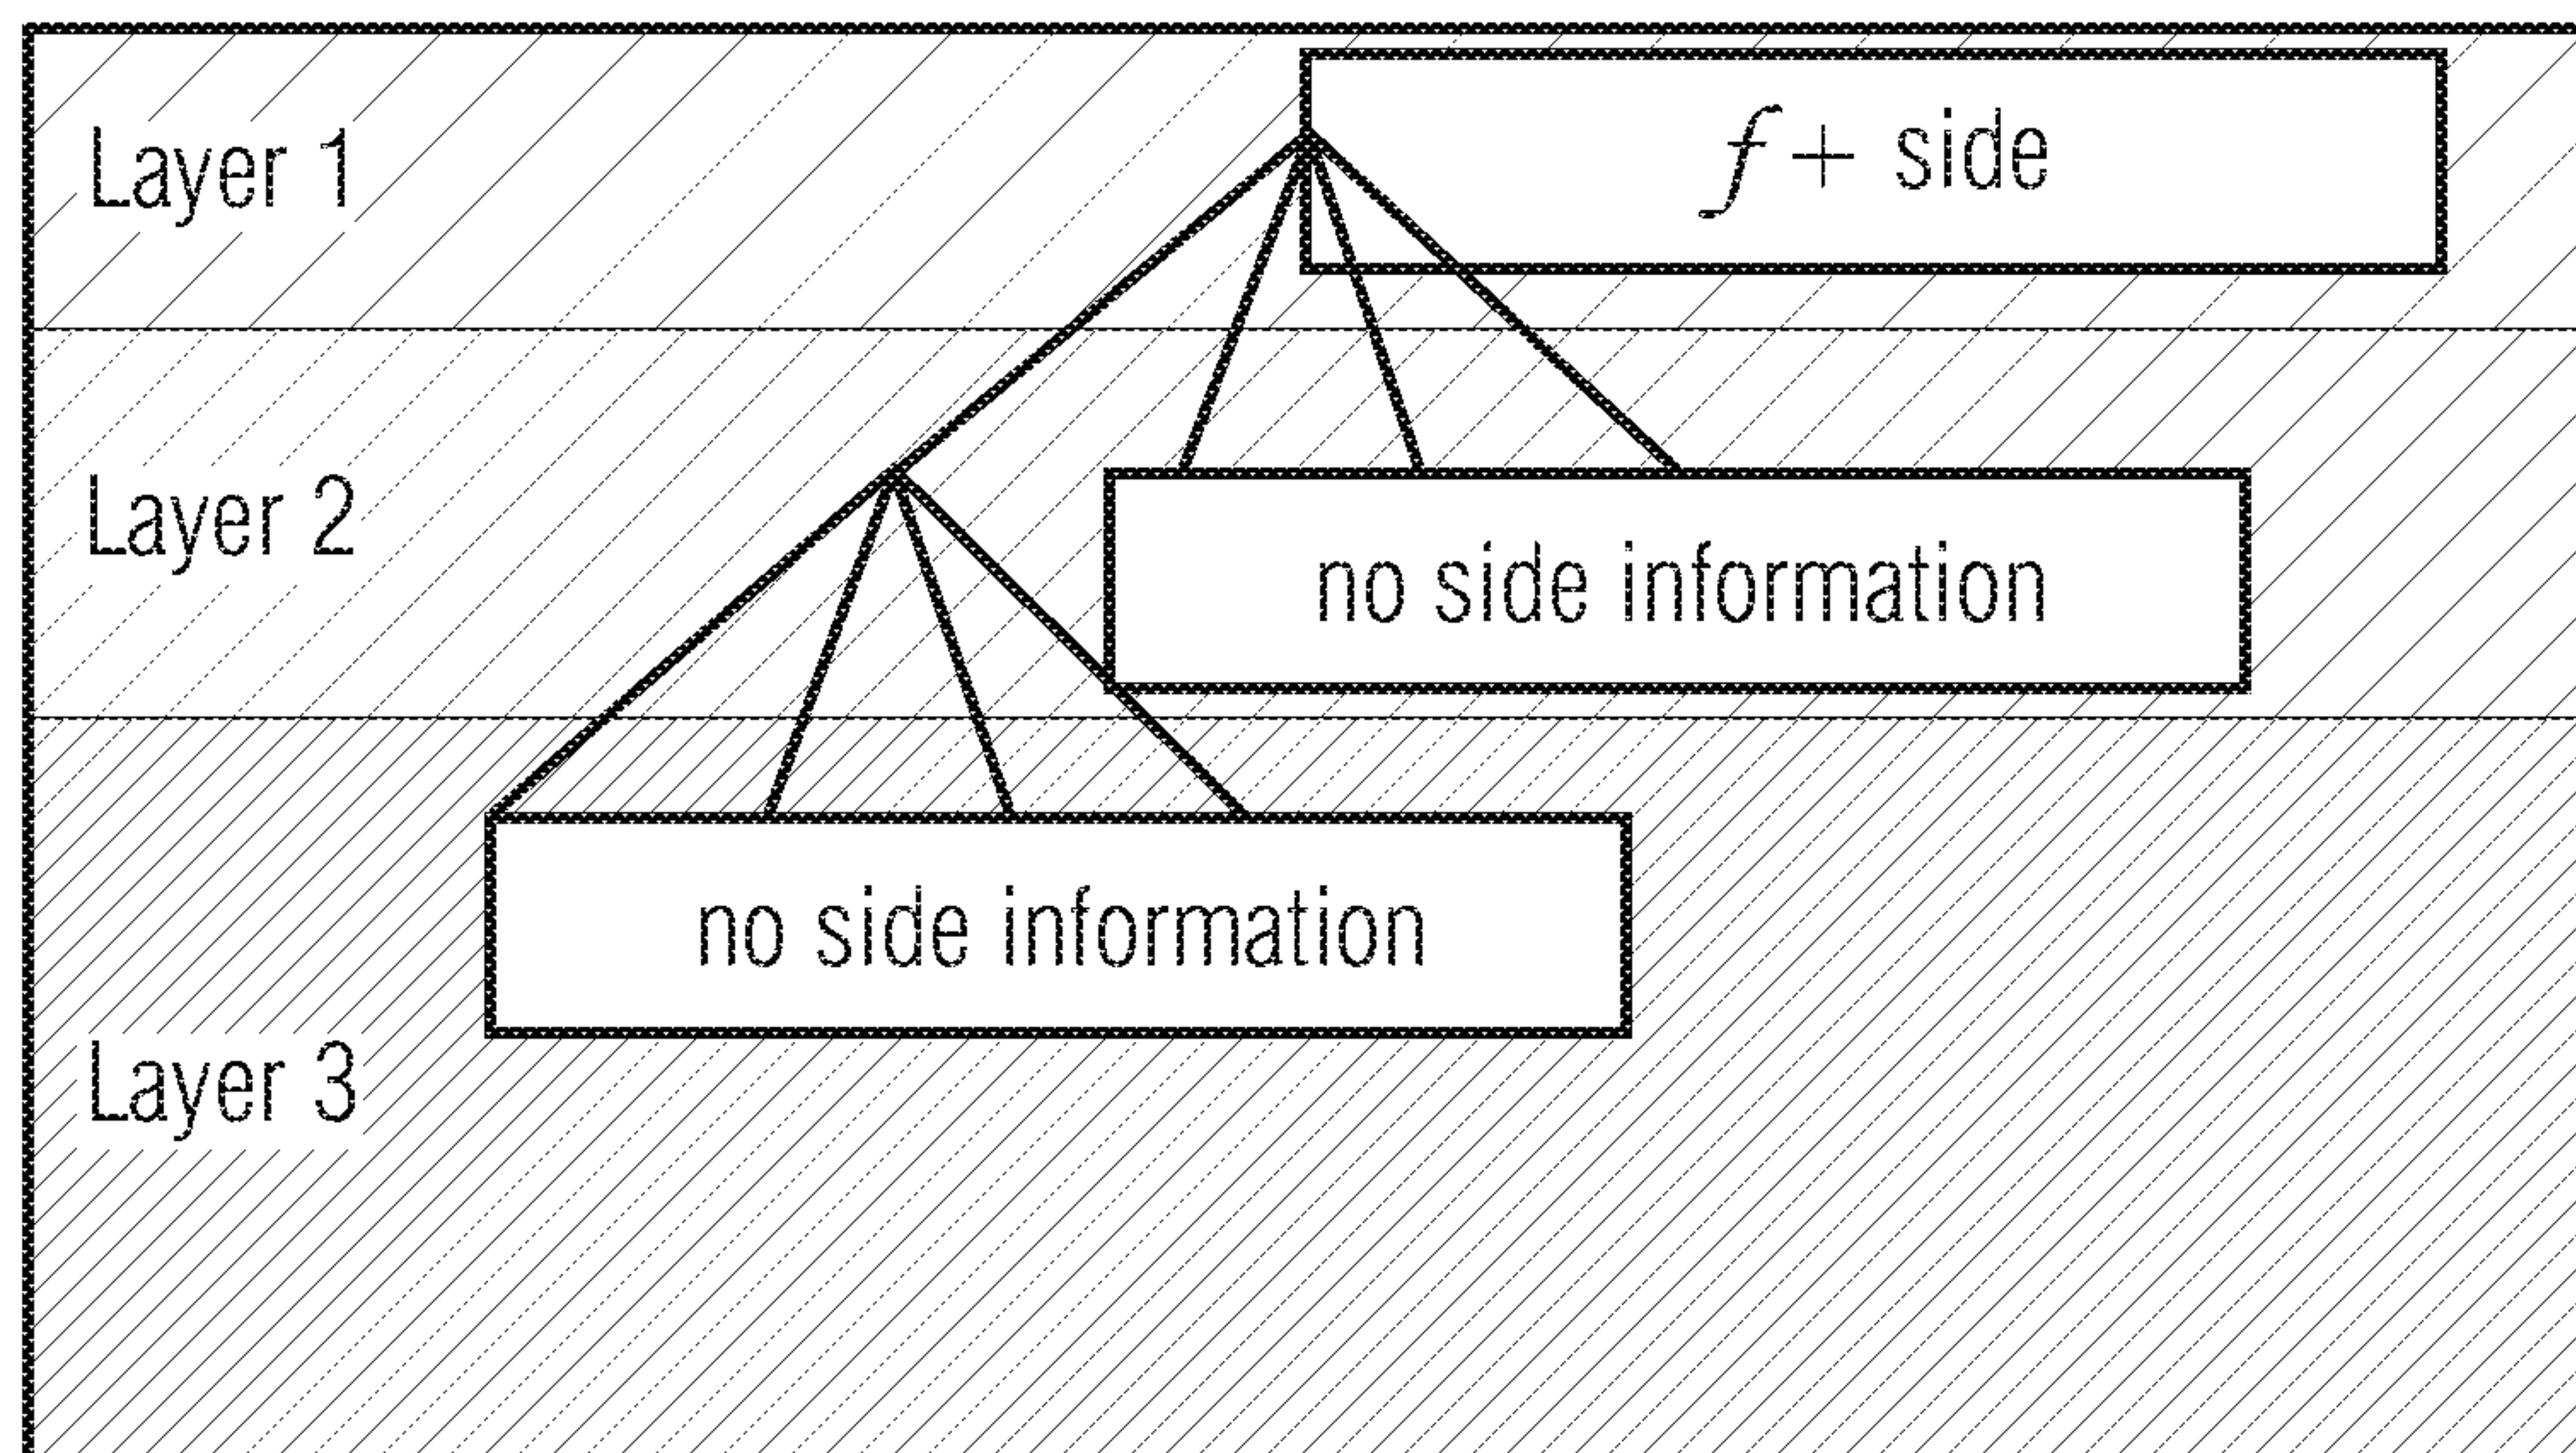 Layer 1
f + side
Layer 2
no side information
no side information
Layer 3